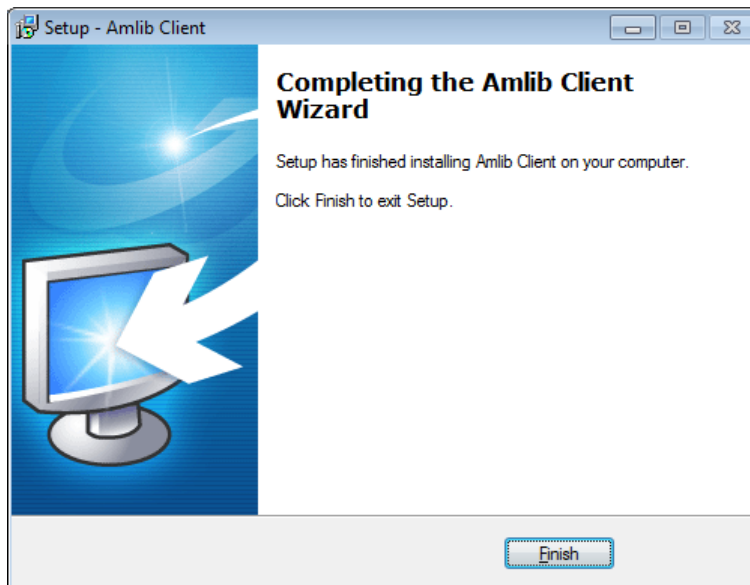 Setup - Amlib Client
Completing the Amlib Client
Wizard
Setup has finished installing Amlib Client on your computer.
Click Finish to exit Setup.
Finish